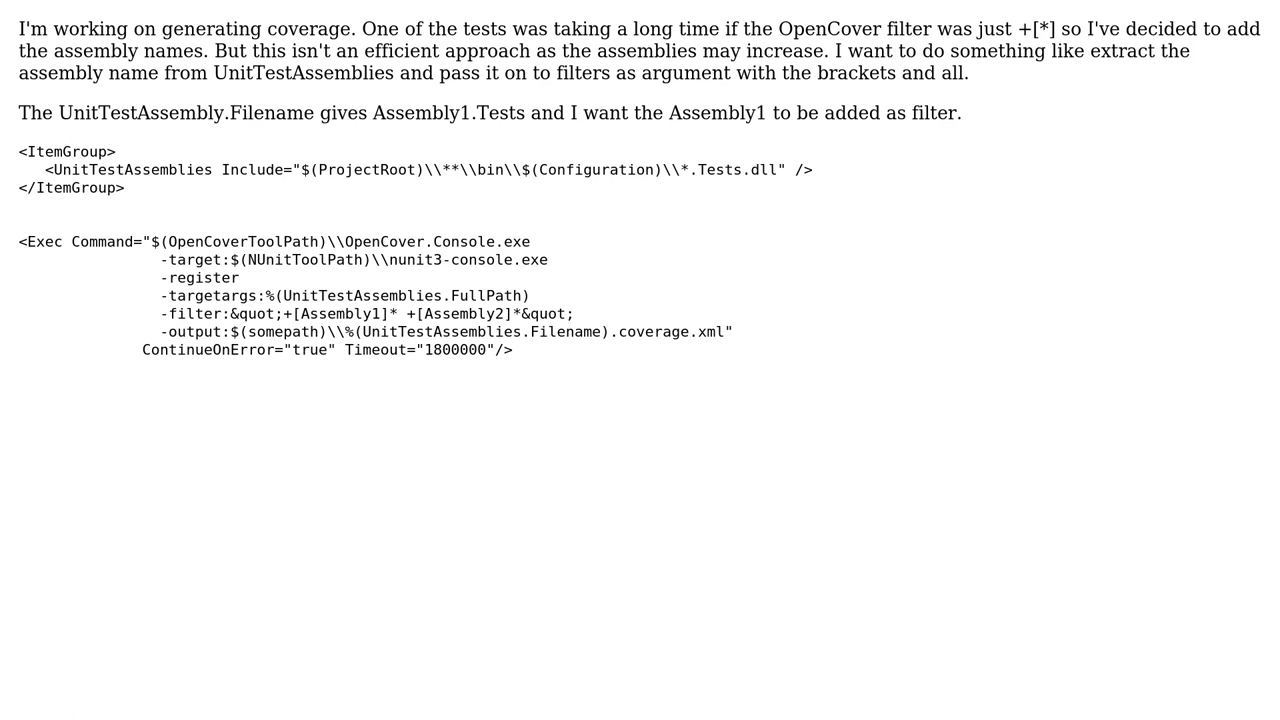 I'm working on generating coverage. One of the tests was taking a long time if the OpenCover filter was just +[*] so I've decided to add
the assembly names. But this isn't an efficient approach as the assemblies may increase. I want to do something like extract the
assembly name from UnitTestAssemblies and pass it on to filters as argument with the brackets and all.
The UnitTestAssembly.Filename gives Assembly1.Tests and I want the Assembly1 to be added as filter.
<ItemGroup>
   <UnitTestAssemblies Include="$(ProjectRoot)\\**\\bin\\$(Configuration)\\*.Tests.dll" />
</ItemGroup>
<Exec Command="$(OpenCoverToolPath)\\OpenCover.Console.exe
                -target:$(NUnitToolPath)\\nunit3-console.exe
                -register
                -targetargs:%(UnitTestAssemblies.FullPath)
                -filter:&quot;+[Assembly1]* +[Assembly2]*&quot;
                -output:$(somepath)\\%(UnitTestAssemblies.Filename).coverage.xml"
              ContinueOnError="true" Timeout="1800000"/>